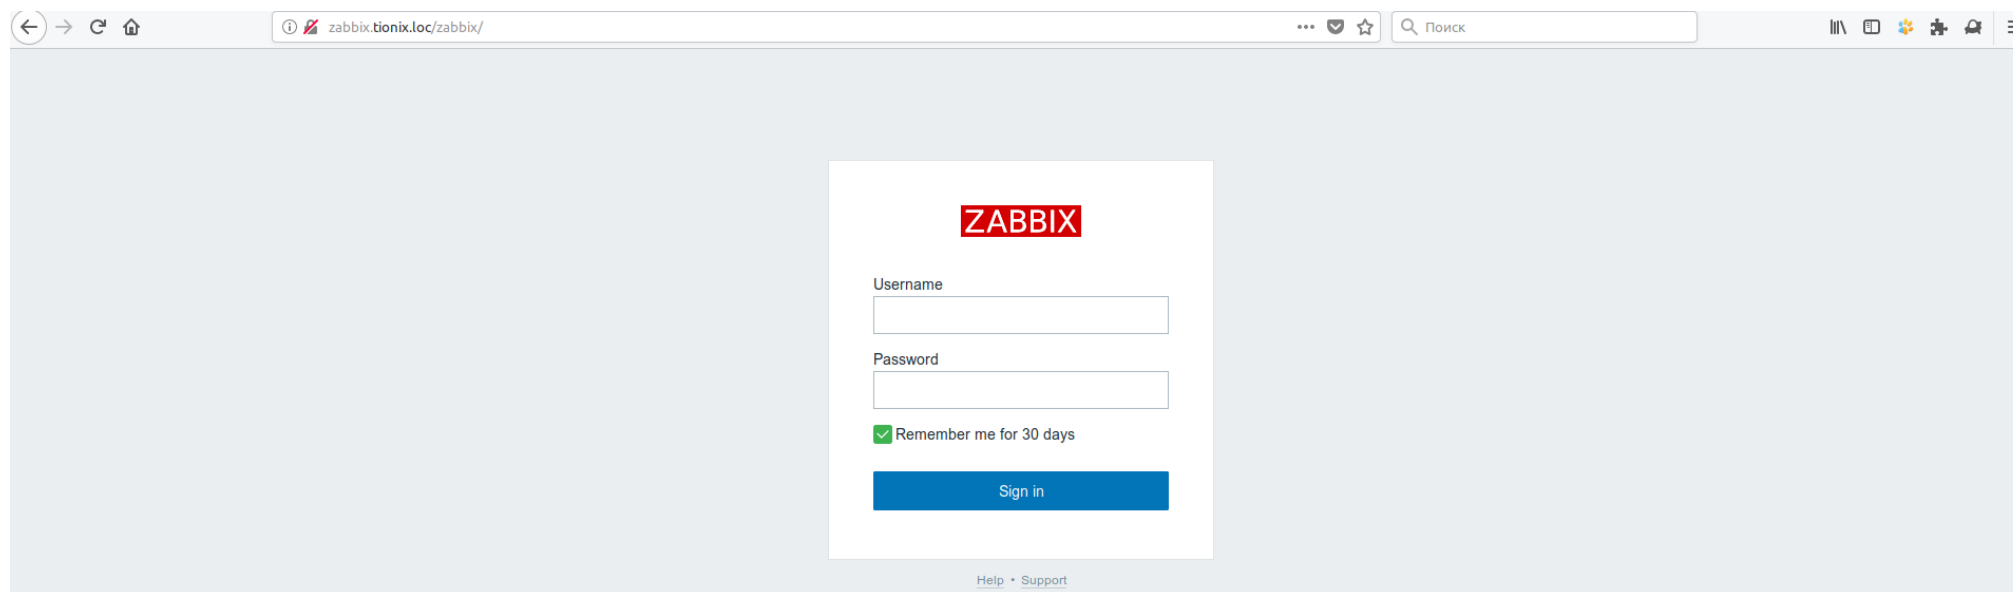 zabbix.tionix.loc/zabbix/
Поиск
ZABBIX
Username
Password
Remember me for 30 days
Sign in
Help • Support